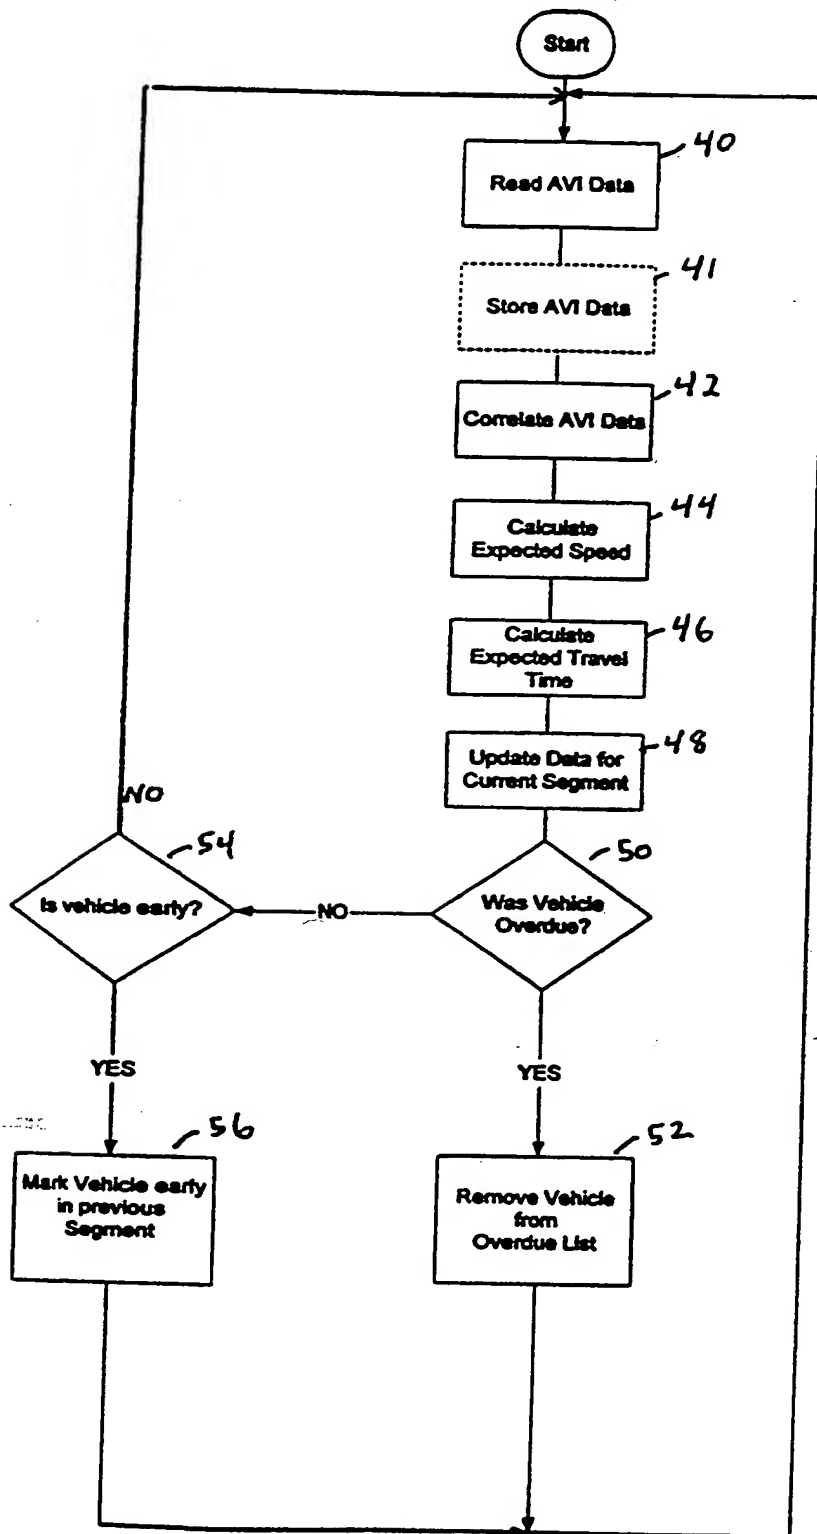 Start
40
Read AVI Data
41
Store AVI Data
42
Correlate AVI Data
44
Calculate
Expected Speed
46
Calculate
Expected Travel
Time
48
Update Data for
Current Segment
NO
54
50
Is vehicle early?
NO
Was Vehicle
Overdue?
YES
YES
56
52
Mark Vehicle early
in previous
Segment
Remove Vehicle
from
Overdue List